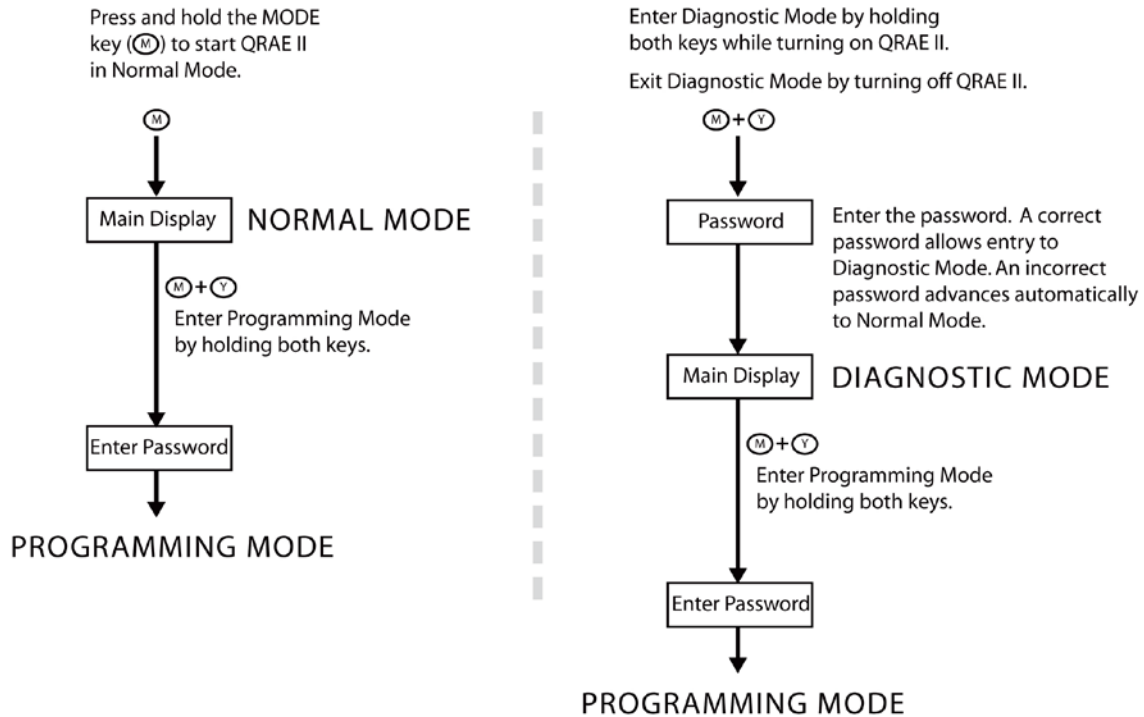 Press and hold the MODE
key (M) to start QRAE II
in Normal Mode.
M
Main Display
NORMAL MODE
M + Y
Enter Programming Mode
by holding both keys.
Enter Password
PROGRAMMING MODE
Enter Diagnostic Mode by holding
both keys while turning on QRAE II.
Exit Diagnostic Mode by turning off QRAE II.
M + Y
Password
Enter the password. A correct
password allows entry to
Diagnostic Mode. An incorrect
password advances automatically
to Normal Mode.
Main Display
DIAGNOSTIC MODE
M + Y
Enter Programming Mode
by holding both keys.
Enter Password
PROGRAMMING MODE